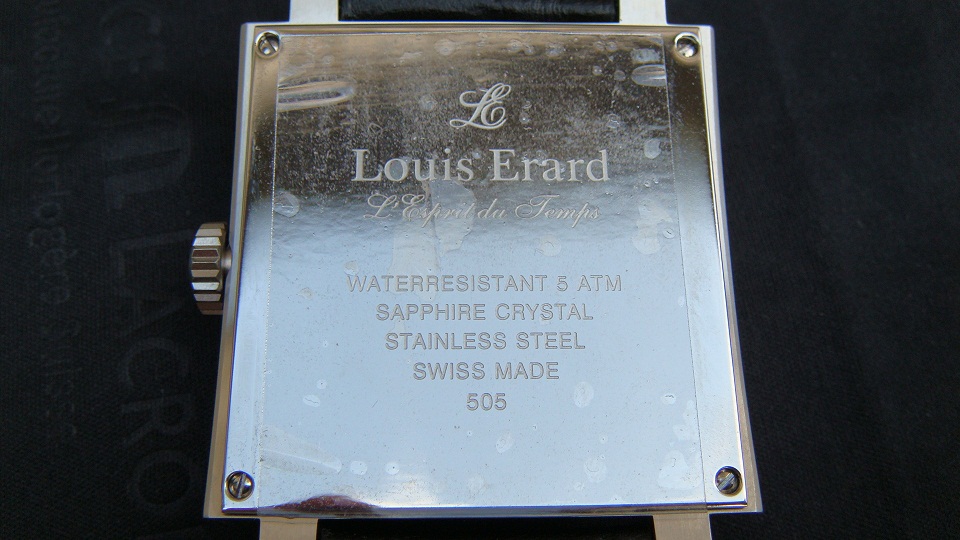 LE
Louis Erard
L'Esprit du Temps
WATERRESISTANT 5 ATM
SAPPHIRE CRYSTAL
STAINLESS STEEL
SWISS MADE
505